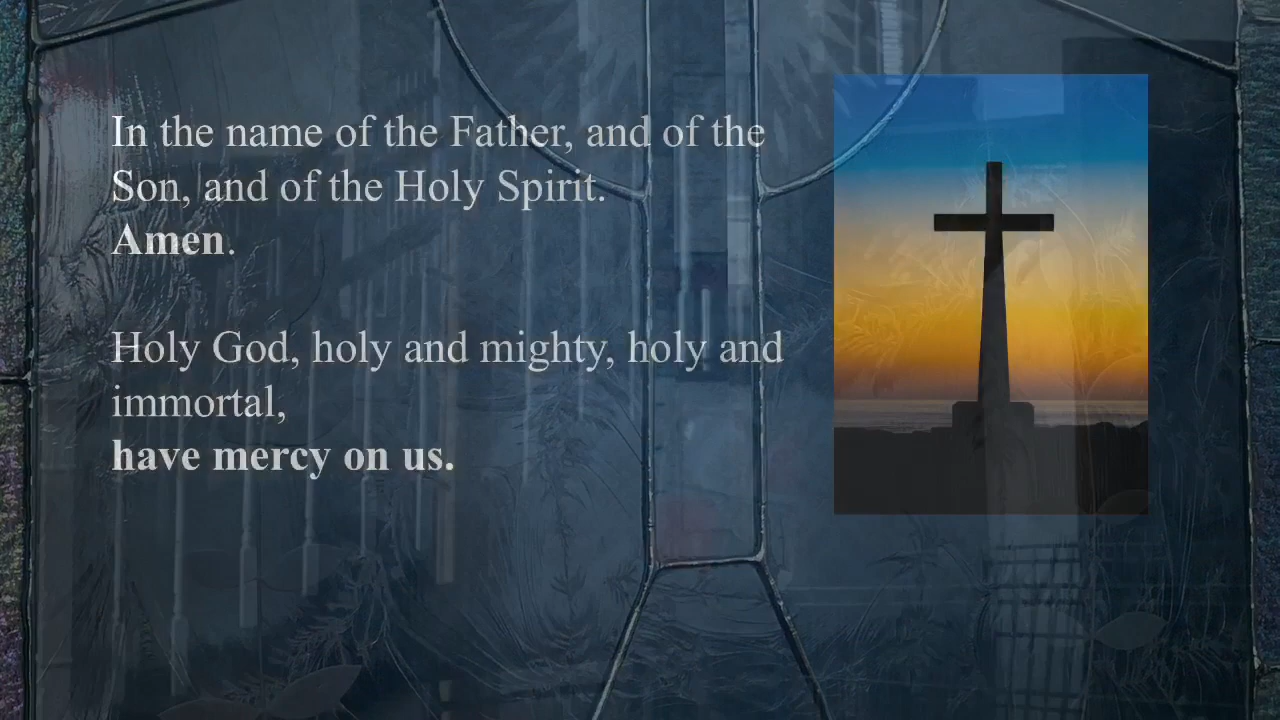 In the name of the Father, and of the
Son, and of the Holy Spirit.
Amen.
Holy God, holy and mighty, holy and
immortal,
have mercy on us.